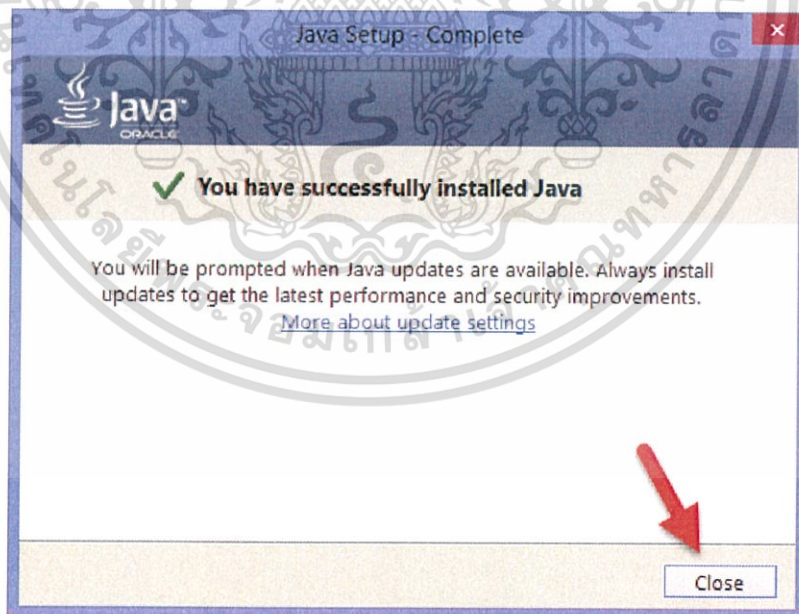 Java Setup - Complete
Java
ORACLE
You have successfully installed Java
You will be prompted when Java updates are available. Always install
updates to get the latest performance and security improvements.
More about update settings
Close